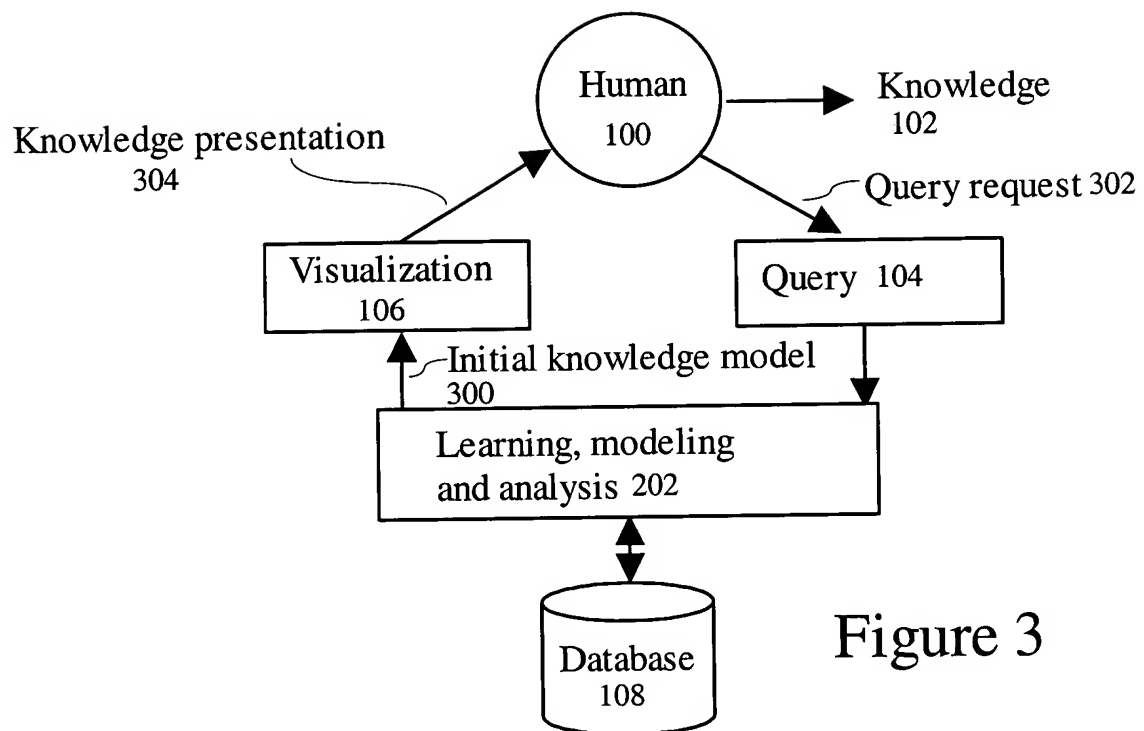 Human
100
Knowledge
102
Knowledge presentation
304
Query request 302
Visualization
106
Query 104
Initial knowledge model
300
Learning, modeling
and analysis 202
Database
108
Figure 3